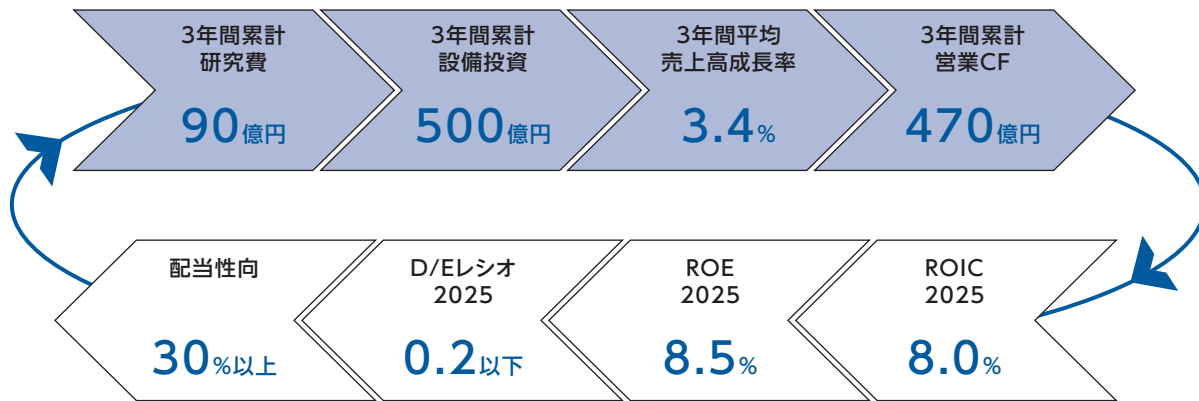 3年間累計
研究費
90億円
3年間累計
設備投資
500億円
3年間平均
売上高成長率
3.4%
3年間累計
営業CF
470億円
配当性向
30%以上
D/Eレシオ
2025
0.2以下
ROE
2025
8.5%
ROIC
2025
8.0%